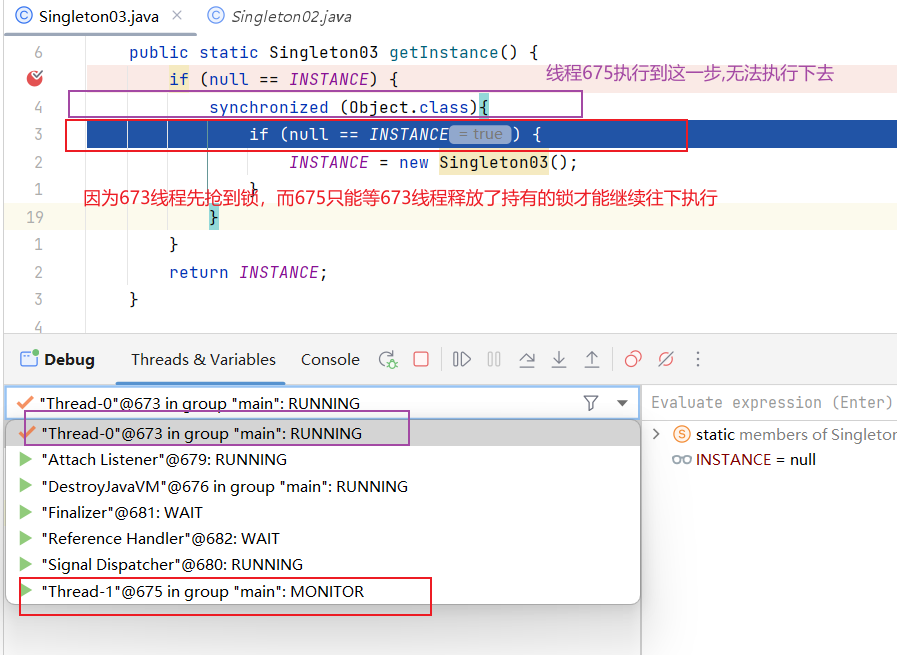 Singleton03.java
Singleton02.java
6 public static Singleton03 getInstance() {
if (null == INSTANCE) {
线程675执行到这一步,无法执行下去
4 synchronized (Object.class){
3 if (null == INSTANCE = true ) {
2 INSTANCE = new Singleton03();
1 }
因为673线程先抢到锁，而675只能等673线程释放了持有的锁才能继续往下执行
19 }
1 }
2 return INSTANCE;
3 }
4
Debug Threads & Variables Console
"Thread-0"@673 in group "main": RUNNING
Evaluate expression (Enter)
"Thread-0"@673 in group "main": RUNNING
static members of Singleton
"Attach Listener"@679: RUNNING
INSTANCE = null
"DestroyJavaVM"@676 in group "main": RUNNING
"Finalizer"@681: WAIT
"Reference Handler"@682: WAIT
"Signal Dispatcher"@680: RUNNING
"Thread-1"@675 in group "main": MONITOR